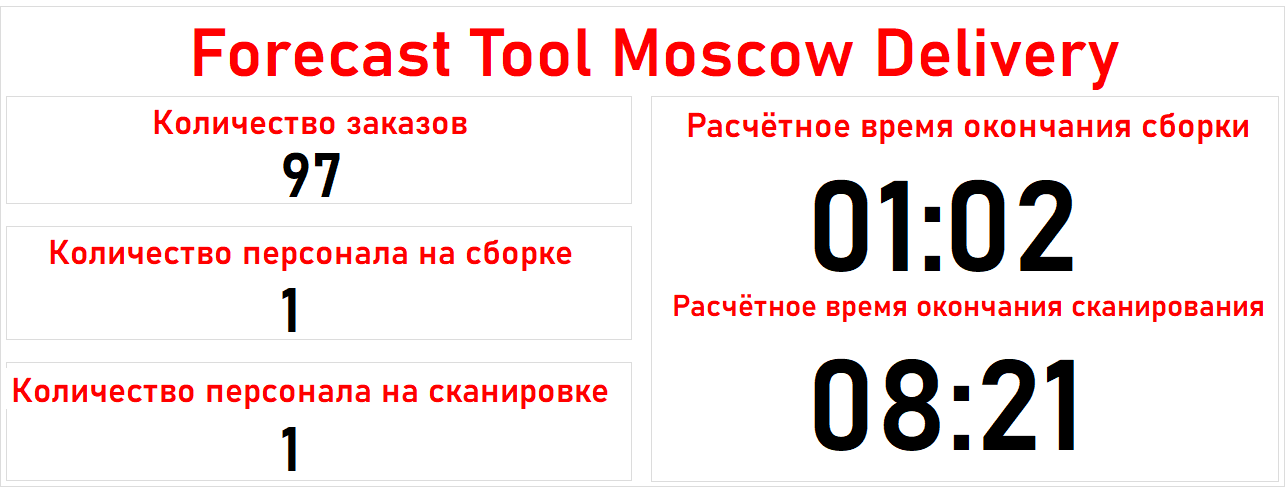 Forecast Tool Moscow Delivery
Количество заказов
97
Количество персонала на сборке
1
Количество персонала на сканировке
1
Расчётное время окончания сборки
01:02
Расчётное время окончания сканирования
08:21